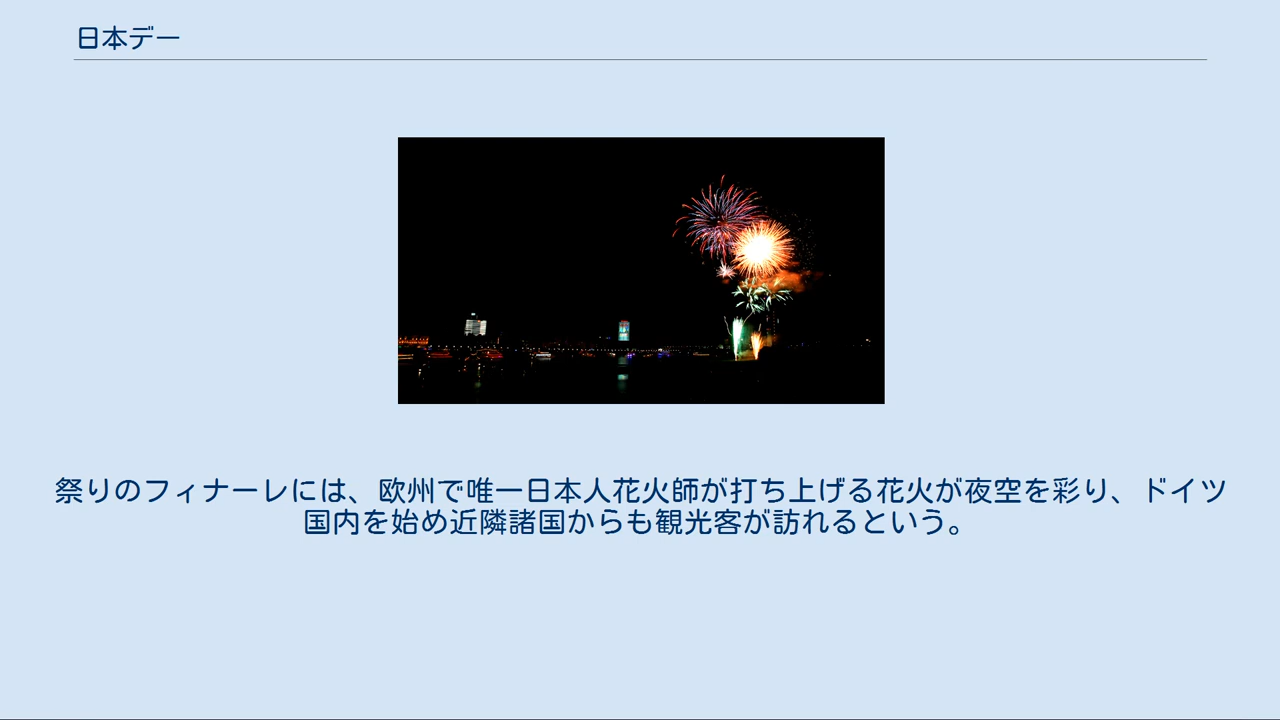 日本デー
祭りのフィナーレには、欧州で唯一日本人花火師が打ち上げる花火が夜空を彩り、ドイツ
国内を始め近隣諸国からも観光客が訪れるという。